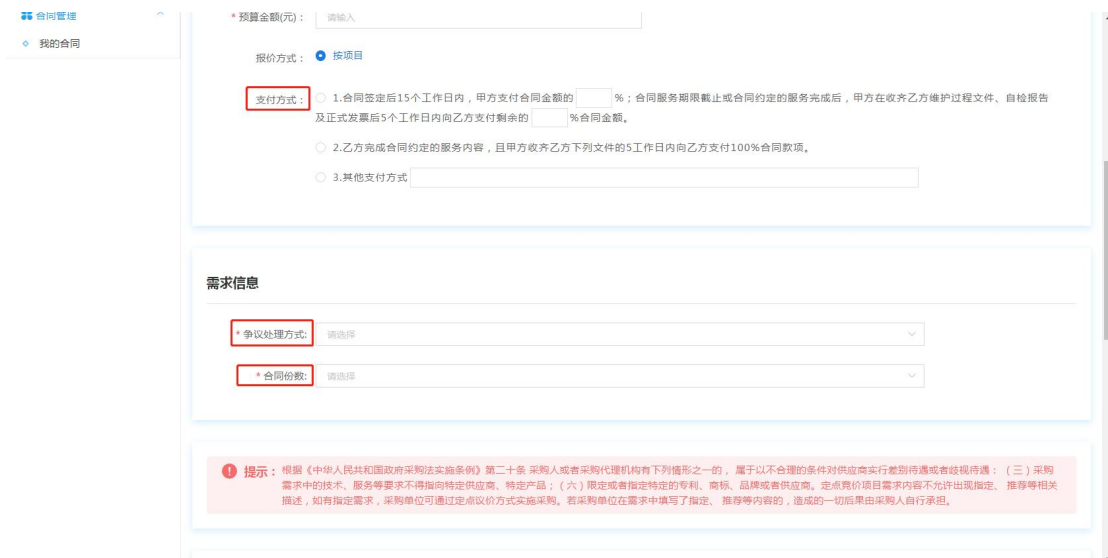 合同管理
我的合同
* 预算金额(元)： 请输入
报价方式： 按项目
支付方式： 1.合同签定后15个工作日内，甲方支付合同金额的 %；合同服务期限截止或合同约定的服务完成后，甲方在收齐乙方维护过程文件、自检报告
及正式发票后5个工作日内向乙方支付剩余的 %合同金额。
2.乙方完成合同约定的服务内容，且甲方收齐乙方下列文件的5工作日内向乙方支付100%合同款项。
3.其他支付方式
需求信息
* 争议处理方式: 请选择
* 合同份数: 请选择
提示： 根据《中华人民共和国政府采购法实施条例》第二十条 采购人或者采购代理机构有下列情形之一的， 属于以不合理的条件对供应商实行差别待遇或者歧视待遇： （三）采购
需求中的技术、服务等要求不得指向特定供应商、特定产品；（六）限定或者指定特定的专利、商标、品牌或者供应商。定点竞价项目需求内容不允许出现指定、 推荐等相关
描述，如有指定需求，采购单位可通过定点议价方式实施采购。若采购单位在需求中填写了指定、 推荐等内容的，造成的一切后果由采购人自行承担。